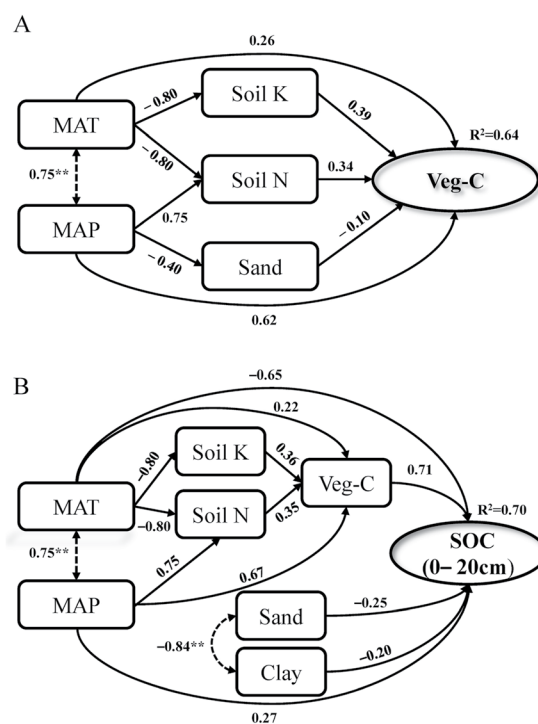 A
0.26
Soil K
−0.80
0.39
R²=0.64
MAT
−0.80
0.75**
Soil N
0.34
Veg-C
MAP
0.75
−0.10
−0.40
Sand
0.62
B
−0.65
0.22
Soil K
−0.80
0.36
Veg-C
0.71
MAT
−0.80
Soil N
0.35
R²=0.70
0.75**
SOC
(0−20cm)
0.75
0.67
MAP
Sand
−0.25
−0.84**
Clay
−0.20
0.27